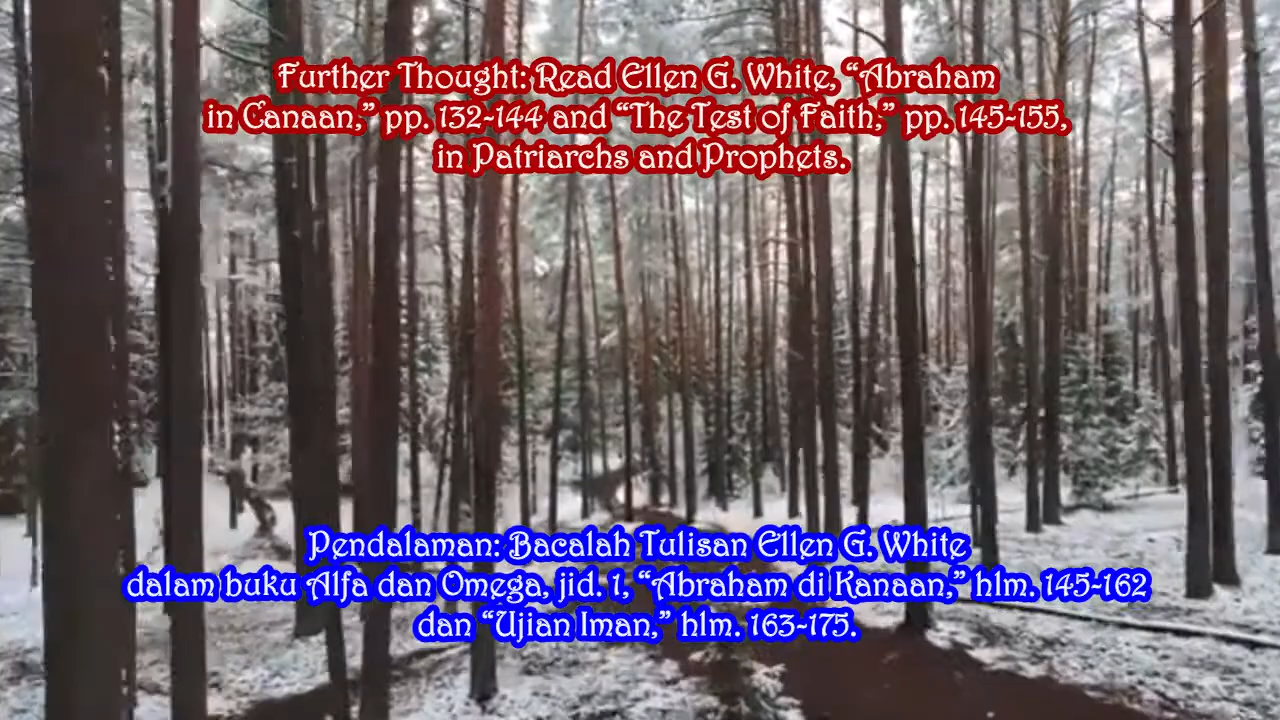 Further Thought: Read Ellen G. White, “Abraham
in Canaan,” pp. 132-144 and “The Test of Faith,” pp. 145-155,
in Patriarchs and Prophets.
Pendalaman: Bacalah Tulisan Ellen G. White
dalam buku Alfa dan Omega, jid. 1, “Abraham di Kanaan,” hlm. 145-162
dan “Ujian Iman,” hlm. 163-175.